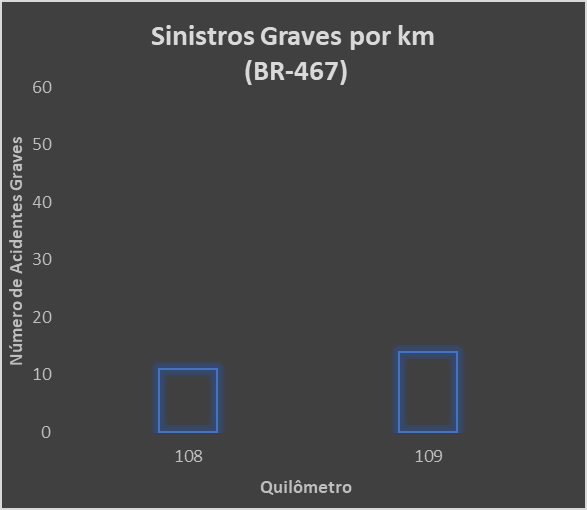 Sinistros Graves por km
(BR-467)
60
50
40
30
20
10
0
Número de Acidentes Graves
108
109
Quilômetro